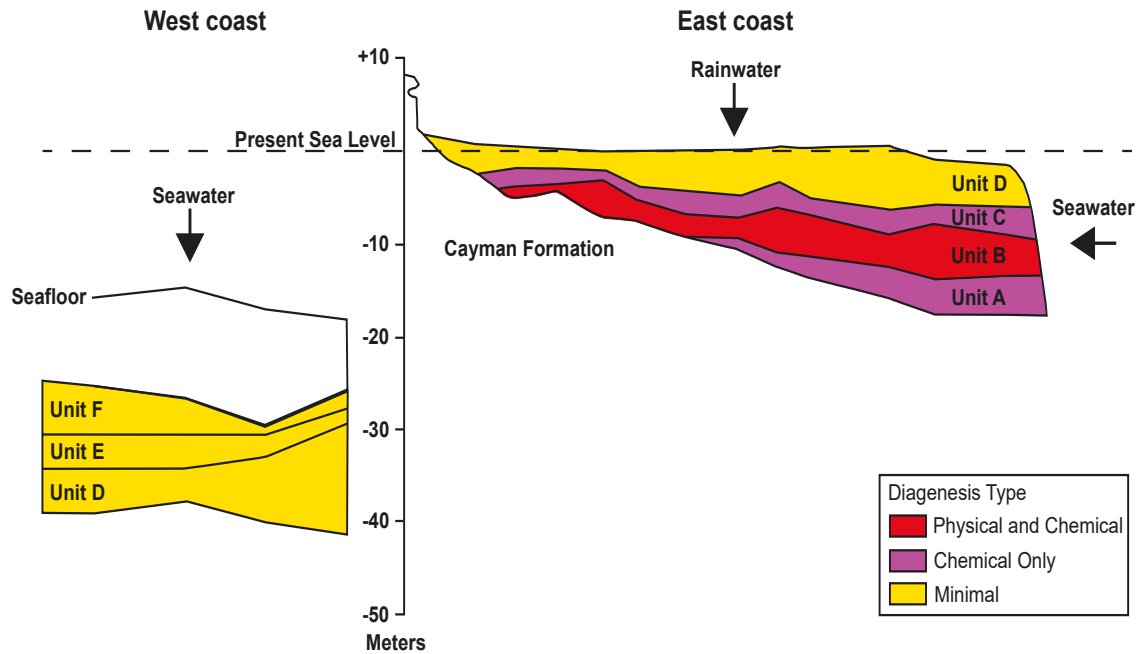 West coast
East coast
+10
Rainwater
Present Sea Level
0
Seawater
Unit D
Unit C
Seawater
Cayman Formation
-10
Unit B
Unit A
Seafloor
-20
Unit F
-30
Unit E
Unit D
Diagenesis Type
Physical and Chemical
-40
Chemical Only
Minimal
-50
Meters